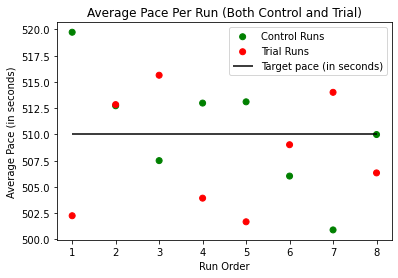 Average Pace Per Run (Both Control and Trial)
Control Runs
Trial Runs
Target pace (in seconds)
Average Pace (in seconds)
520.0
517.5
515.0
512.5
510.0
507.5
505.0
502.5
500.0
1 2 3 4 5 6 7 8
Run Order